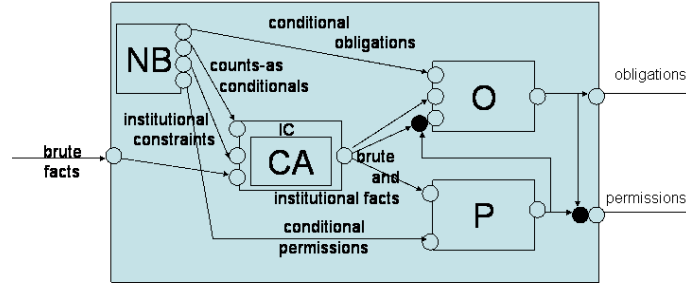 conditional
obligations
NB
counts-as
conditionals
O
obligations
institutional
constraints
IC
CA
brute
facts
brute
and
institutional facts
permissions
P
conditional
permissions